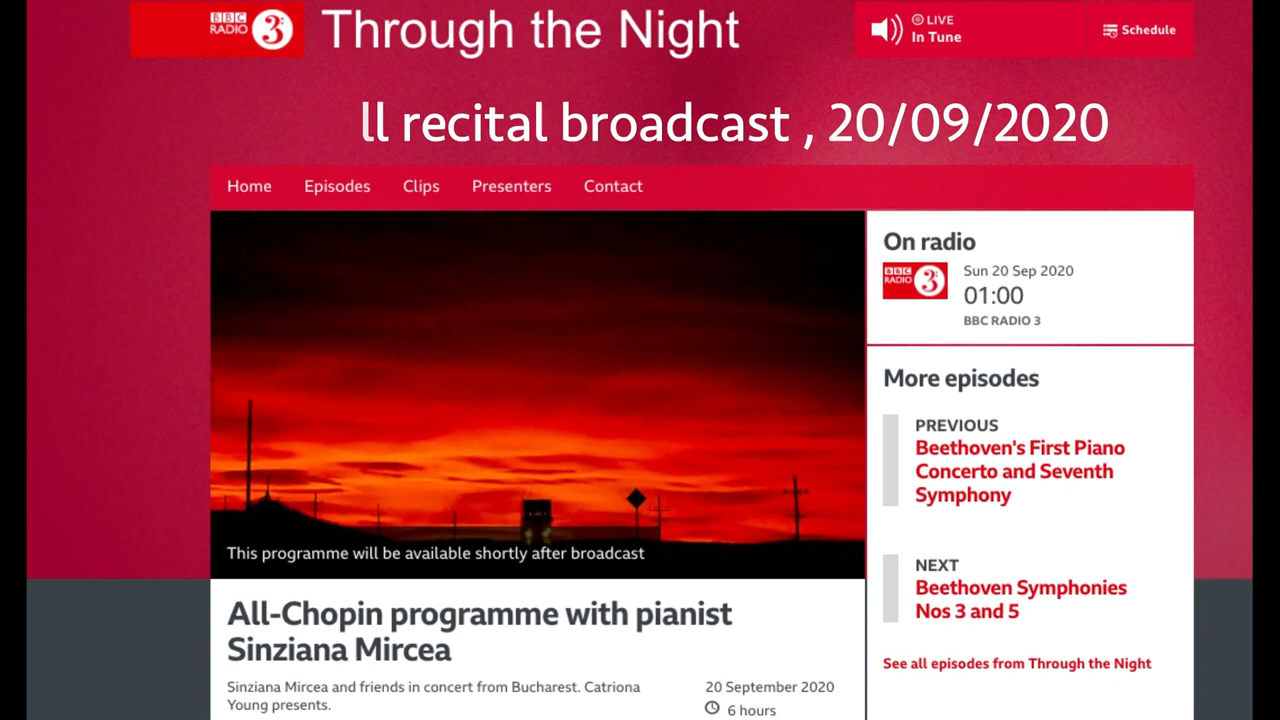 BBC
RADIO 3
Through the Night
LIVE
In Tune
Schedule
ll recital broadcast , 20/09/2020
Home Episodes Clips Presenters Contact
This programme will be available shortly after broadcast
All-Chopin programme with pianist
Sinziana Mircea
Sinziana Mircea and friends in concert from Bucharest. Catriona
Young presents.
20 September 2020
6 hours
On radio
BBC
RADIO 3
Sun 20 Sep 2020
01:00
BBC RADIO 3
More episodes
PREVIOUS
Beethoven's First Piano
Concerto and Seventh
Symphony
NEXT
Beethoven Symphonies
Nos 3 and 5
See all episodes from Through the Night